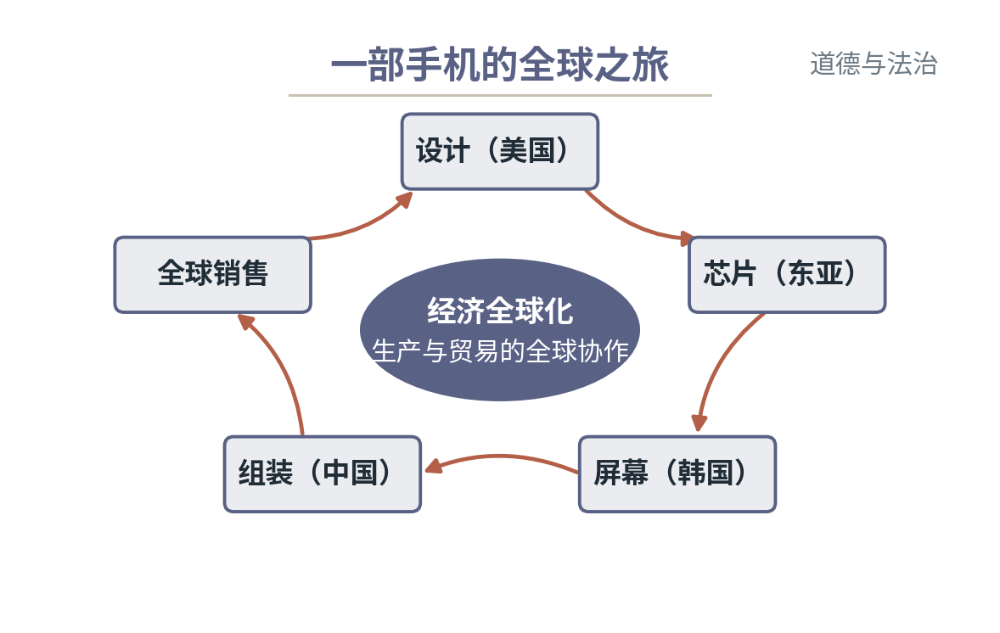 一部手机的全球之旅
道德与法治
设计（美国）
全球销售
芯片（东亚）
经济全球化
生产与贸易的全球协作
组装（中国）
屏幕（韩国）